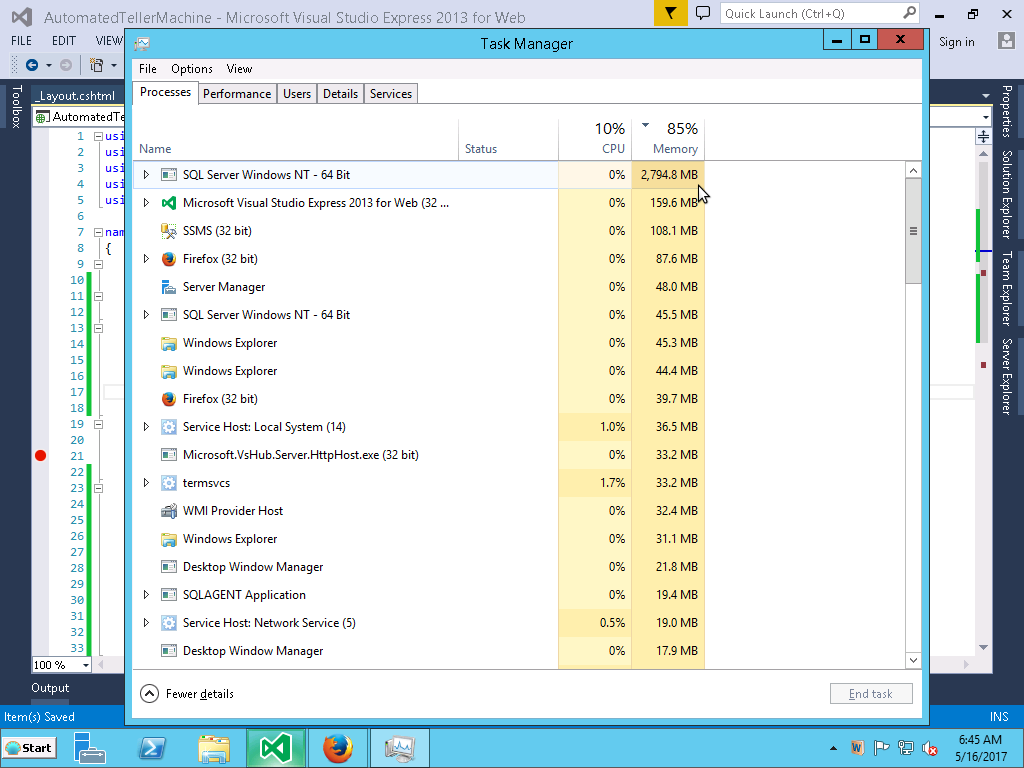 AutomatedTellerMachine - Microsoft Visual Studio Express 2013 for Web
Quick Launch (Ctrl+Q)
FILE EDIT VIEW
Sign in
Task Manager
File Options View
Processes Performance Users Details Services
10% 85%
Name Status CPU Memory
SQL Server Windows NT - 64 Bit 0% 2,794.8 MB
Microsoft Visual Studio Express 2013 for Web (32 ... 0% 159.6 MB
SSMS (32 bit) 0% 108.1 MB
Firefox (32 bit) 0% 87.6 MB
Server Manager 0% 48.0 MB
SQL Server Windows NT - 64 Bit 0% 45.5 MB
Windows Explorer 0% 45.3 MB
Windows Explorer 0% 44.4 MB
Firefox (32 bit) 0% 39.7 MB
Service Host: Local System (14) 1.0% 36.5 MB
Microsoft.VsHub.Server.HttpHost.exe (32 bit) 0% 33.2 MB
termsvcs 1.7% 33.2 MB
WMI Provider Host 0% 32.4 MB
Windows Explorer 0% 31.1 MB
Desktop Window Manager 0% 21.8 MB
SQLAGENT Application 0% 19.4 MB
Service Host: Network Service (5) 0.5% 19.0 MB
Desktop Window Manager 0% 17.9 MB
Fewer details
End task
Toolbox
_Layout.cshtml
AutomatedTe
1 usi
2 usi
3 usi
4 usi
5 usi
6
7 nam
8 {
9
10
11
12
13
14
15
16
17
18
19
20
21
22
23
24
25
26
27
28
29
30
31
32
33
100 %
Properties
Solution Explorer
Team Explorer
Server Explorer
Output
Item(s) Saved
INS
Start
6:45 AM
5/16/2017